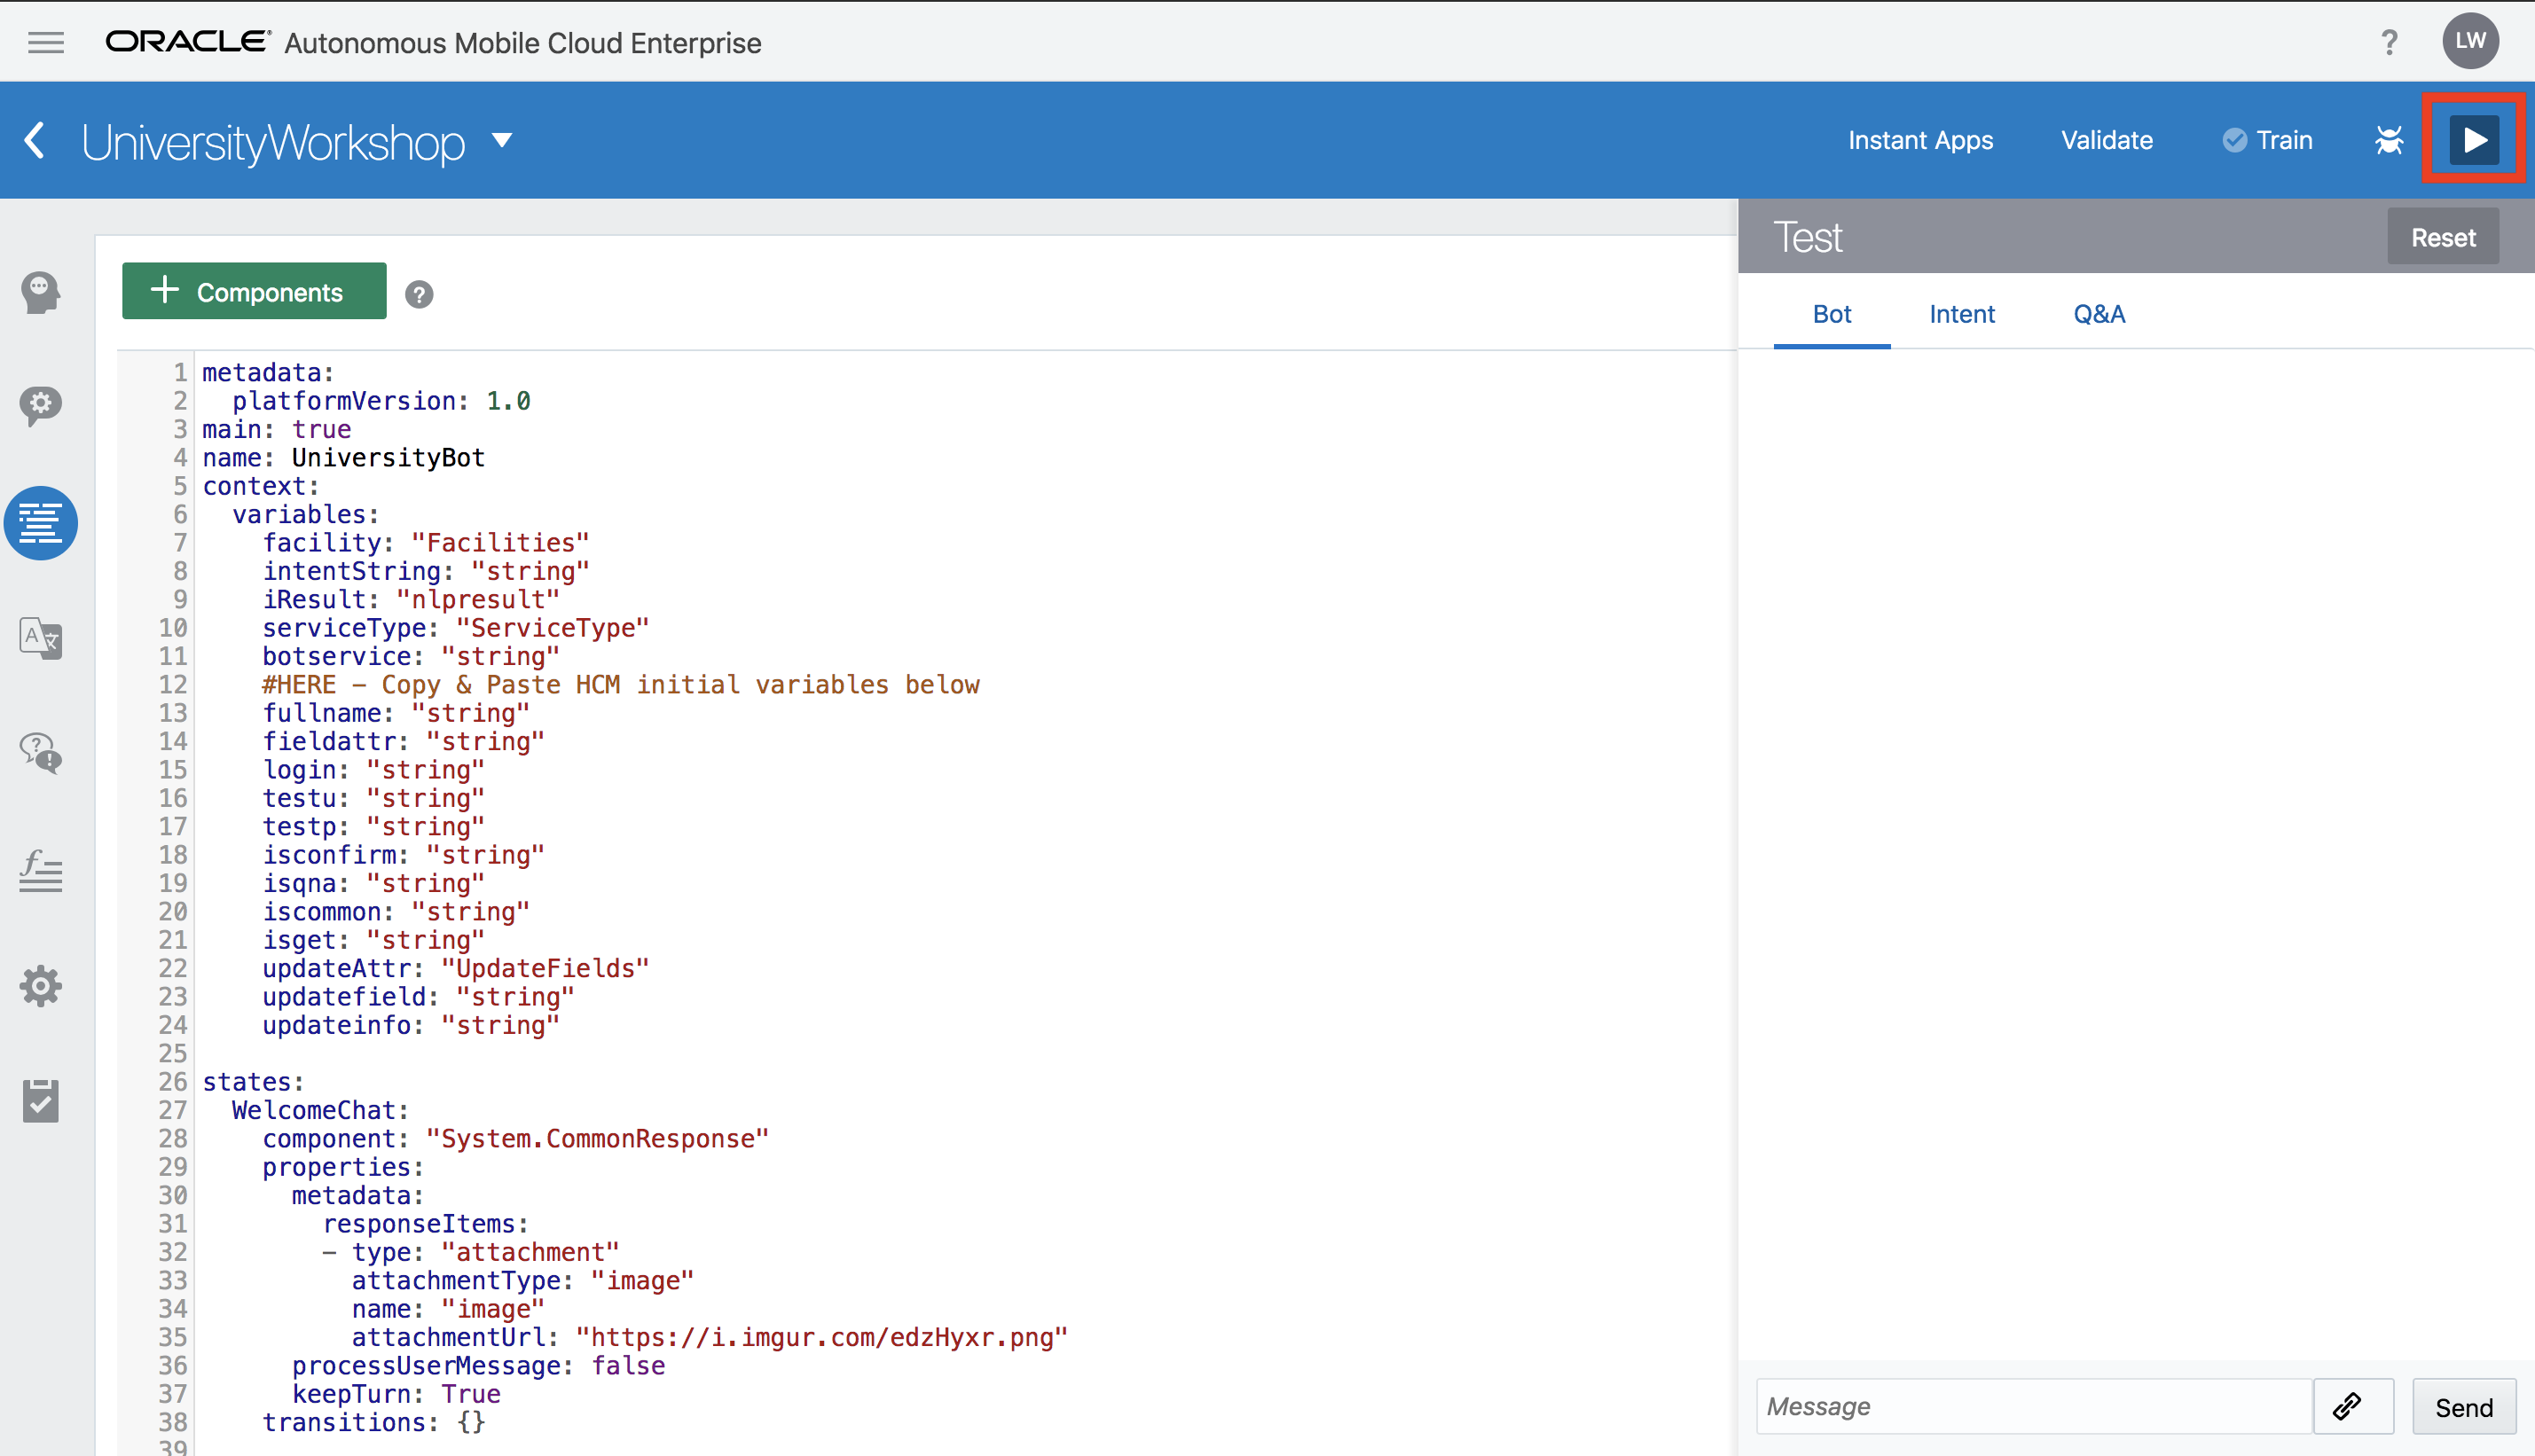 ORACLE® Autonomous Mobile Cloud Enterprise
?
LW
UniversityWorkshop
Instant Apps
Validate
Train
Test
Reset
+ Components
?
Bot
Intent
Q&A
1 metadata:
2   platformVersion: 1.0
3 main: true
4 name: UniversityBot
5 context:
6   variables:
7     facility: "Facilities"
8     intentString: "string"
9     iResult: "nlpresult"
10     serviceType: "ServiceType"
11     botservice: "string"
12     #HERE – Copy & Paste HCM initial variables below
13     fullname: "string"
14     fieldattr: "string"
15     login: "string"
16     testu: "string"
17     testp: "string"
18     isconfirm: "string"
19     isqna: "string"
20     iscommon: "string"
21     isget: "string"
22     updateAttr: "UpdateFields"
23     updatefield: "string"
24     updateinfo: "string"
25
26 states:
27   WelcomeChat:
28     component: "System.CommonResponse"
29     properties:
30       metadata:
31         responseItems:
32         – type: "attachment"
33           attachmentType: "image"
34           name: "image"
35           attachmentUrl: "https://i.imgur.com/edzHyxr.png"
36       processUserMessage: false
37       keepTurn: True
38     transitions: {}
39
Message
Send